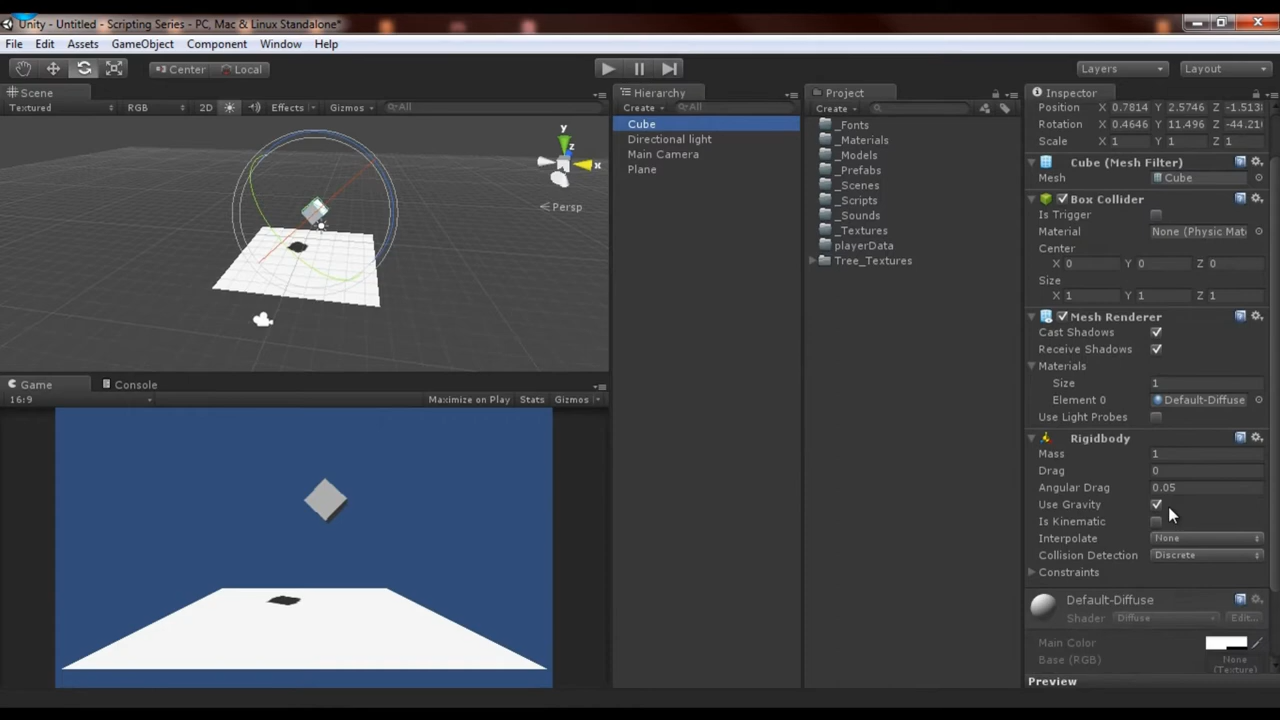 Unity - Untitled - Scripting Series - PC, Mac & Linux Standalone*
File Edit Assets GameObject Component Window Help
Center Local Layers Layout
Scene
Textured RGB 2D Effects Gizmos All
y
z
x
Persp
Game Console
16:9 Maximize on Play Stats Gizmos
Hierarchy
Create All
Cube
Directional light
Main Camera
Plane
Project
Create
_Fonts
_Materials
_Models
_Prefabs
_Scenes
_Scripts
_Sounds
_Textures
playerData
Tree_Textures
Inspector
Position X 0.7814 Y 2.5746 Z -1.513
Rotation X 0.4646 Y 11.496 Z -44.21
Scale X 1 Y 1 Z 1
Cube (Mesh Filter)
Mesh Cube
Box Collider
Is Trigger
Material None (Physic Mat
Center
X 0 Y 0 Z 0
Size
X 1 Y 1 Z 1
Mesh Renderer
Cast Shadows
Receive Shadows
Materials
Size 1
Element 0 Default-Diffuse
Use Light Probes
Rigidbody
Mass 1
Drag 0
Angular Drag 0.05
Use Gravity
Is Kinematic
Interpolate None
Collision Detection Discrete
Constraints
Default-Diffuse
Shader Diffuse Edit...
Main Color
Base (RGB) None
(Texture)
Preview